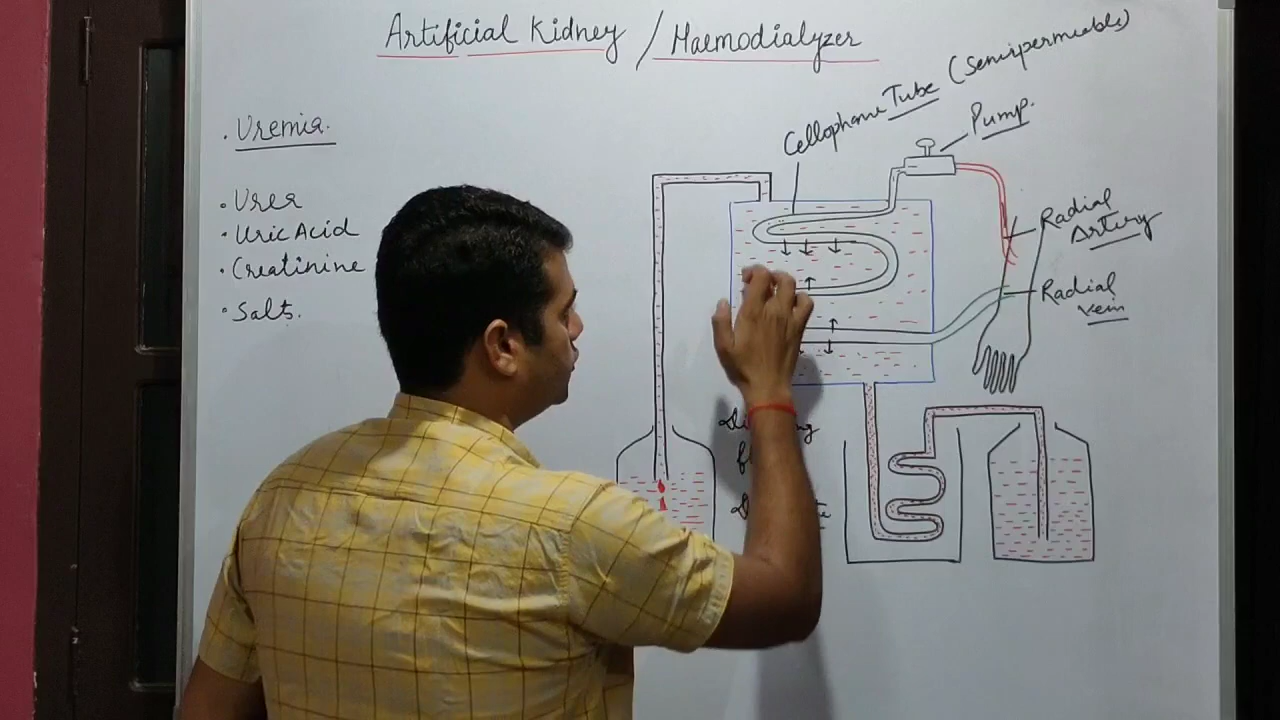 Artificial Kidney / Haemodialyzer
Cellophane Tube (Semipermeable)
Pump.
• Uremia.
• Urea
• Uric Acid
• Creatinine
• Salts.
Radial
Artery
Radial
vein